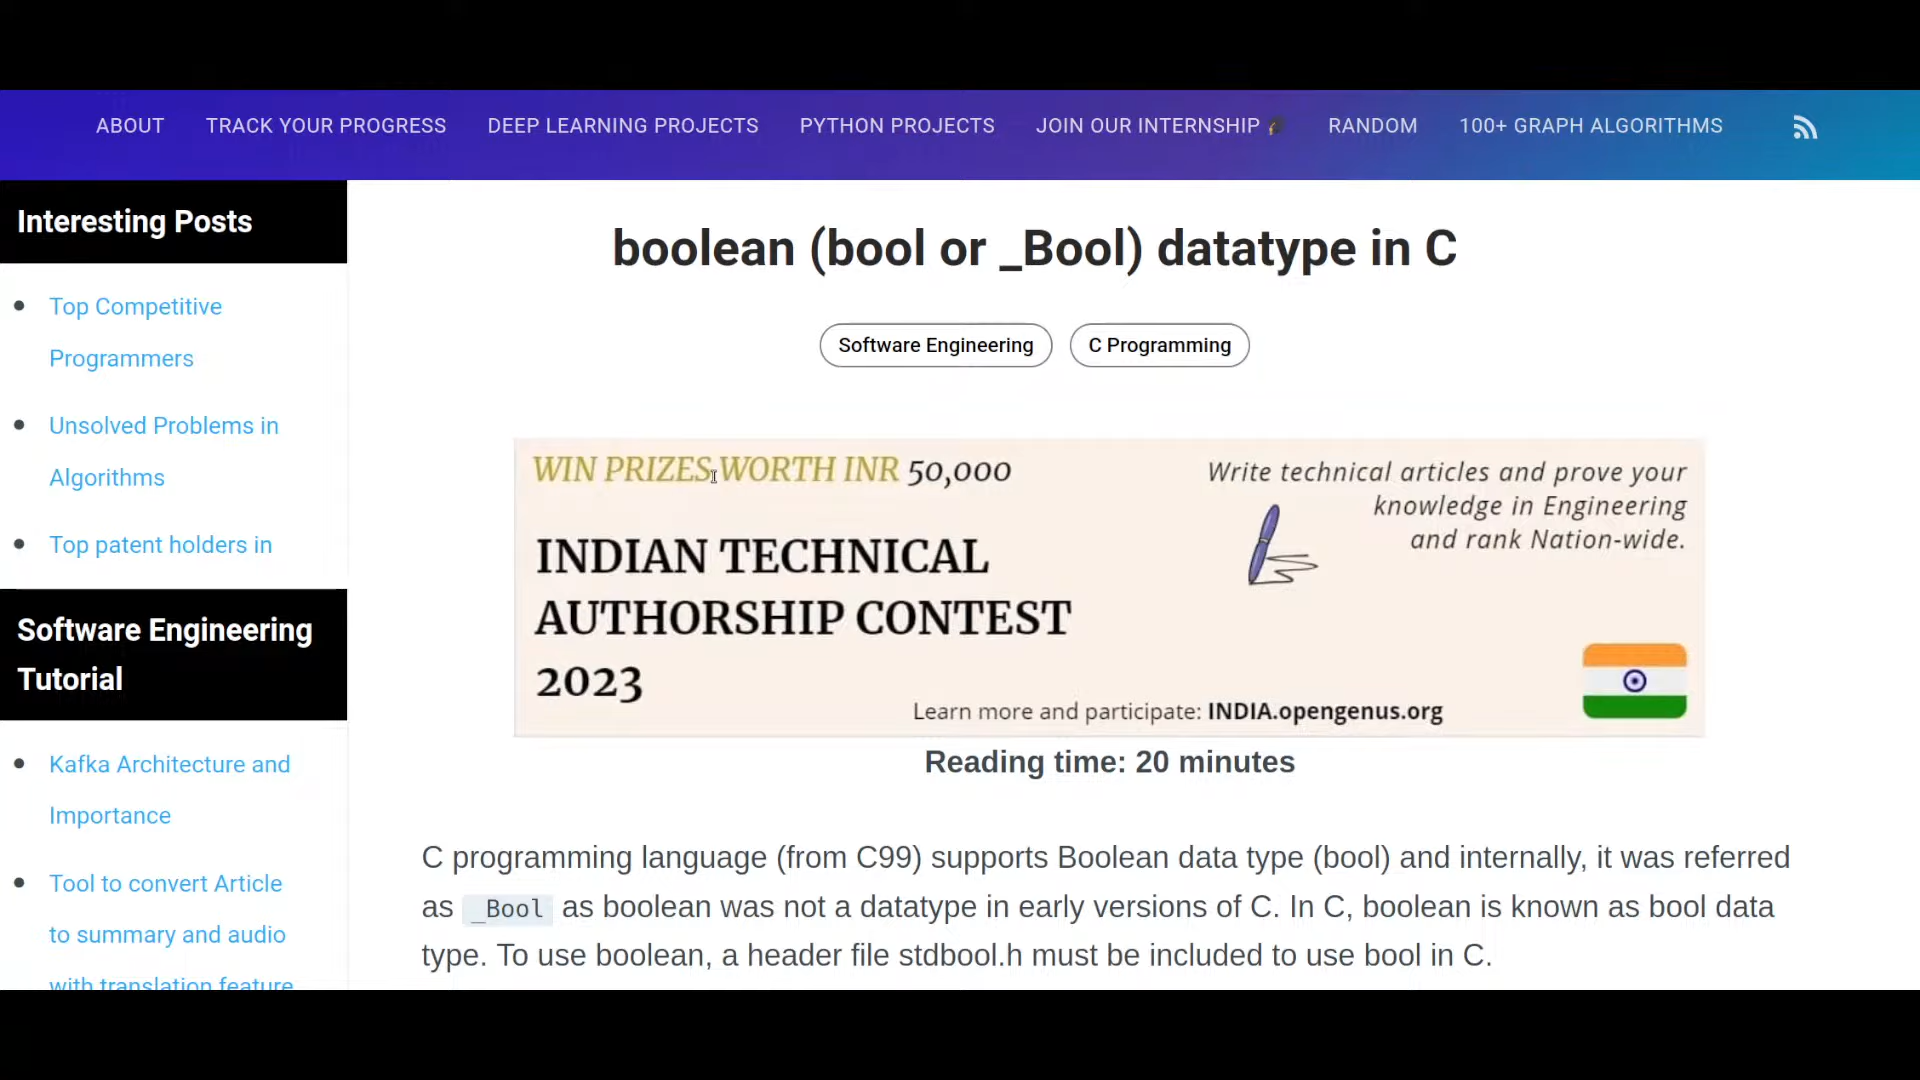 ABOUT TRACK YOUR PROGRESS DEEP LEARNING PROJECTS PYTHON PROJECTS JOIN OUR INTERNSHIP 🎓 RANDOM 100+ GRAPH ALGORITHMS
Interesting Posts
Top Competitive
Programmers
Unsolved Problems in
Algorithms
Top patent holders in
Software Engineering
Tutorial
Kafka Architecture and
Importance
Tool to convert Article
to summary and audio
with translation feature
boolean (bool or _Bool) datatype in C
Software Engineering C Programming
WIN PRIZES WORTH INR 50,000
INDIAN TECHNICAL
AUTHORSHIP CONTEST
2023
Write technical articles and prove your
knowledge in Engineering
and rank Nation-wide.
Learn more and participate: INDIA.opengenus.org
Reading time: 20 minutes
C programming language (from C99) supports Boolean data type (bool) and internally, it was referred
as _Bool as boolean was not a datatype in early versions of C. In C, boolean is known as bool data
type. To use boolean, a header file stdbool.h must be included to use bool in C.